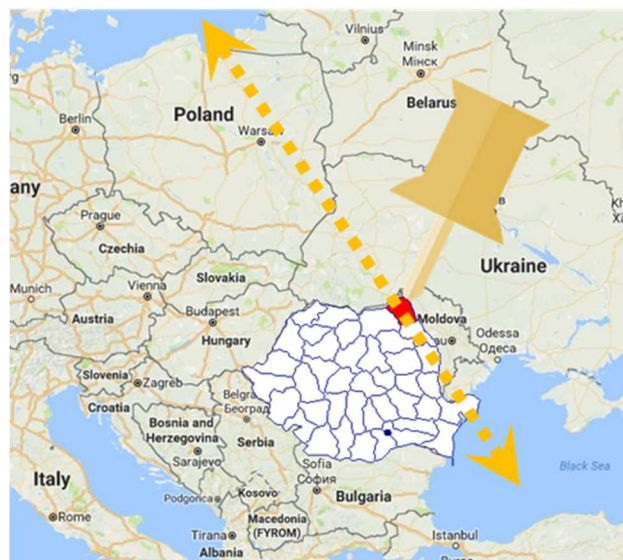 Vilnius
Minsk
Мінск
Belarus
Berlin
Poland
Warsaw
any
Prague
Czechia
Ukraine
Slovakia
Munich
Vienna
Austria
Budapest
Hungary
Moldova
Odessa
Одеса
Slovenia
Zagreb
Croatia
Belgra
Београд
Bosnia and
Herzegovina
Sarajevo
Serbia
Italy
Sofia
София
Black Sea
Podgorica
Kosovo
Bulgaria
Rome
Macedonia
(FYROM)
Tirana
Albania
Istanbul